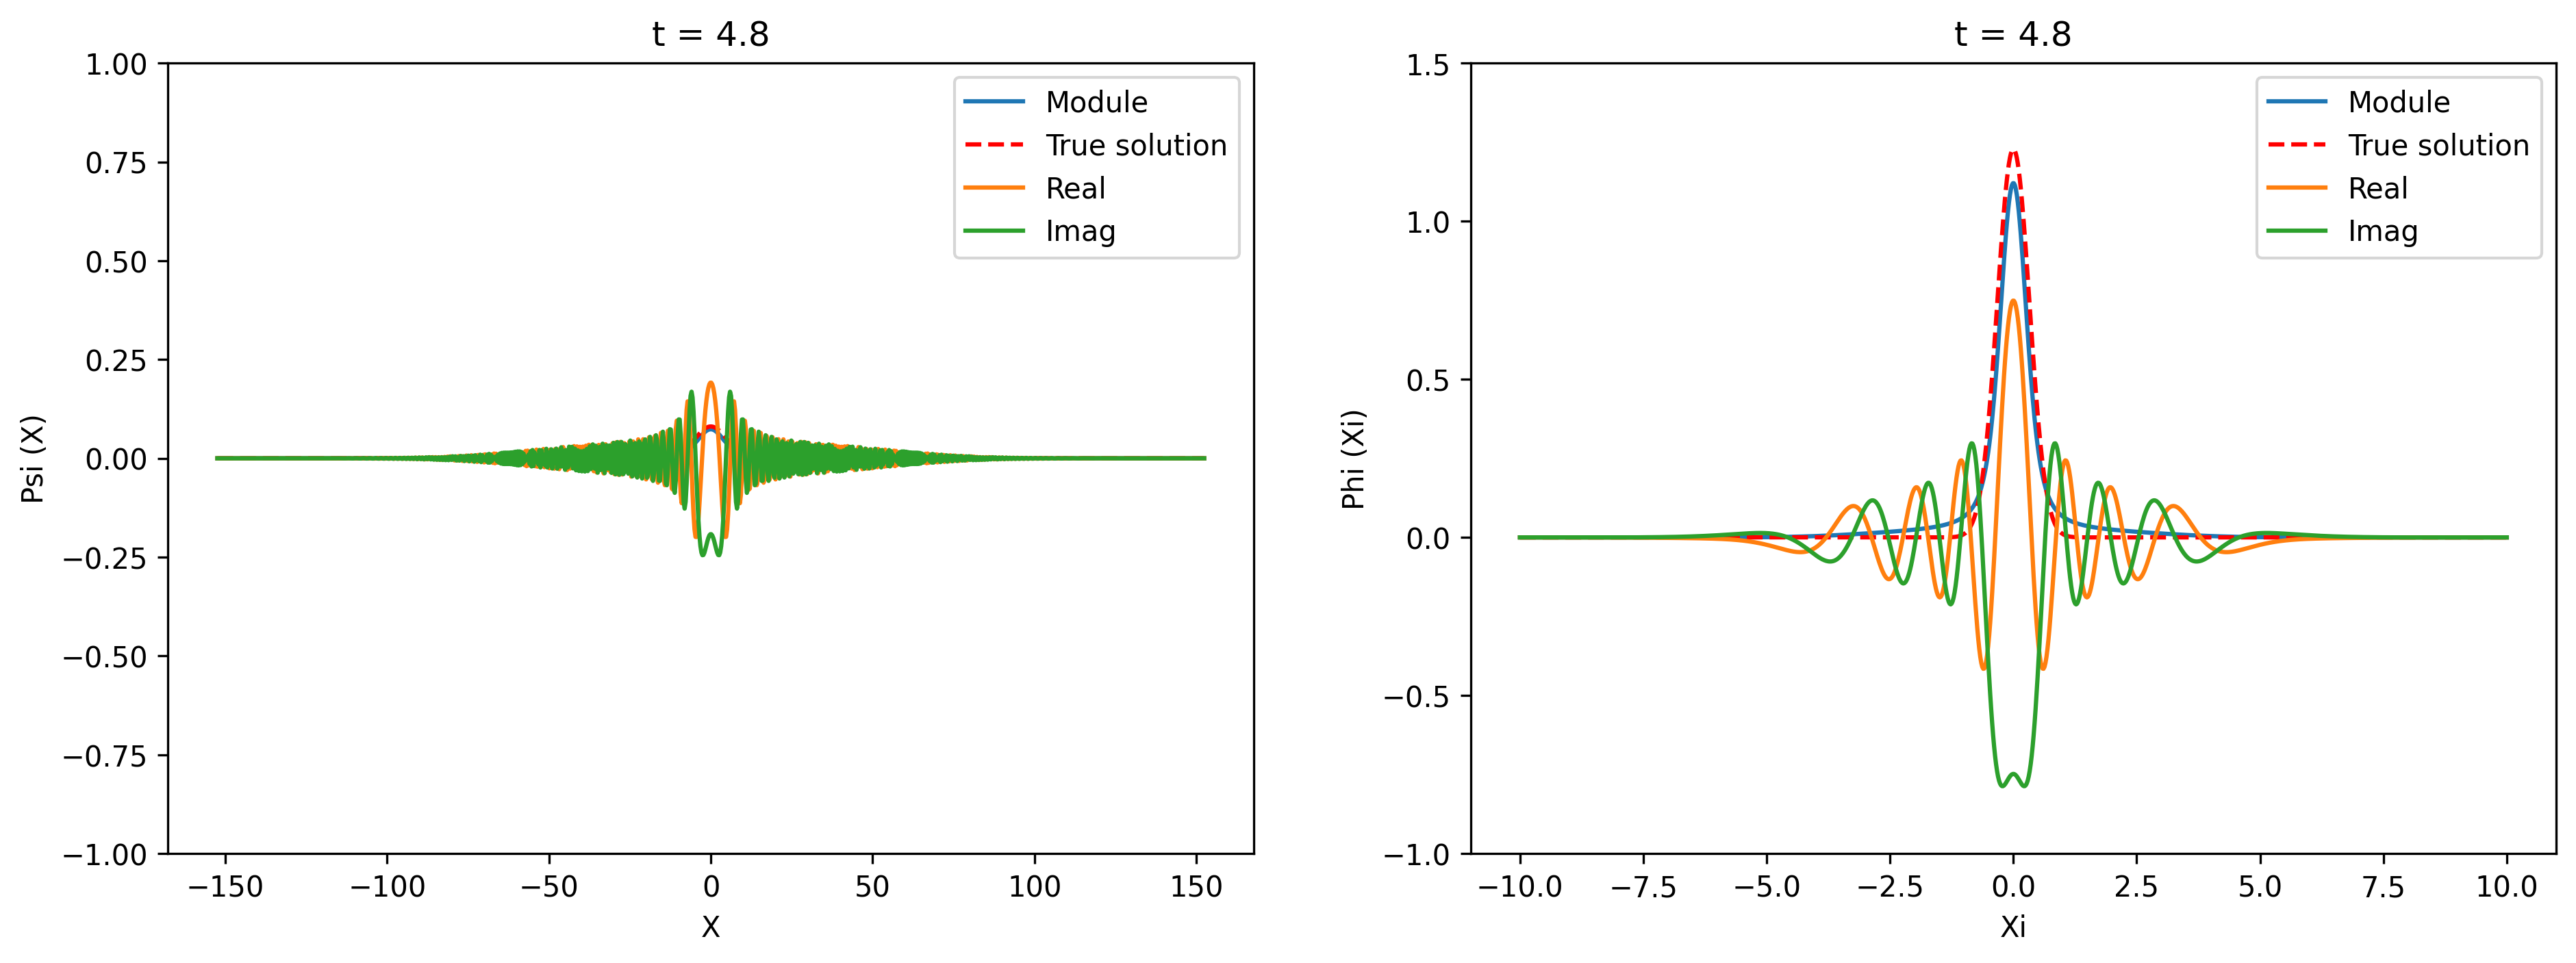 t = 4.8
1.00
0.75
0.50
0.25
0.00
−0.25
−0.50
−0.75
−1.00
Psi (X)
−150
−100
−50
0
50
100
150
X
Module
True solution
Real
Imag
t = 4.8
1.5
1.0
0.5
0.0
−0.5
−1.0
Phi (Xi)
−10.0
−7.5
−5.0
−2.5
0.0
2.5
5.0
7.5
10.0
Xi
Module
True solution
Real
Imag